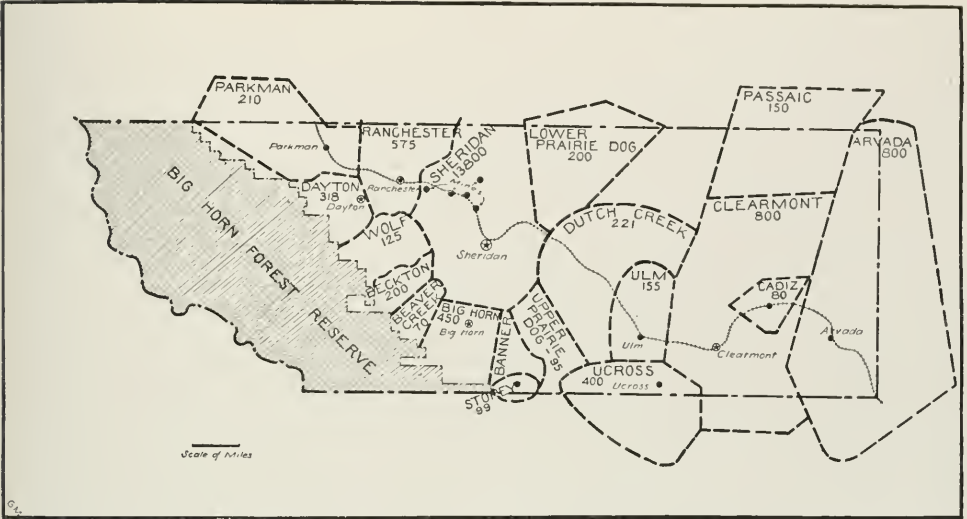 PARKMAN
210
PASSAIC
150
RANCHESTER
575
SHERIDAN
13800
LOWER
PRAIRIE DOG
200
ARVADA
800
Parkman
BIG HORN FOREST RESERVE
DAYTON
318
Dayton
Ranchester
WOLF
125
Sheridan
DUTCH CREEK
221
CLEARMONT
800
BECKTON
200
BEAVER
CREEK
70
BIG HORN
450
Big Horn
BANNER
UPPER
PRAIRIE
DOG - 95
ULM
155
Ulm
CADIZ
80
Clearmont
Arvada
UCROSS
400
Ucross
STORY
99
Scale of Miles